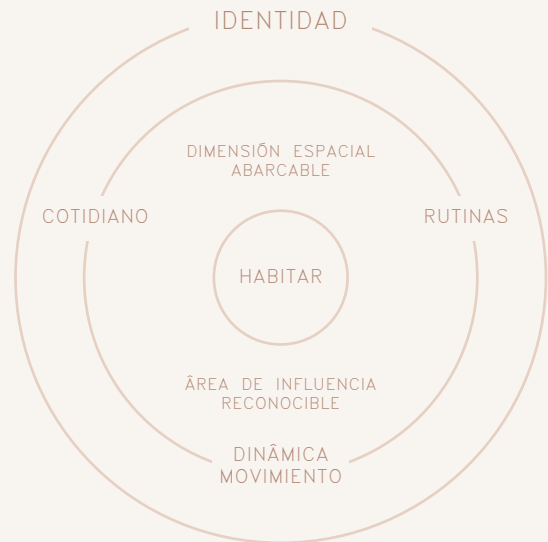 IDENTIDAD
DIMENSIÓN ESPACIAL
ABARCABLE
COTIDIANO
RUTINAS
HABITAR
ÂREA DE INFLUENCIA
RECONOCIBLE
DINÂMICA
MOVIMIENTO